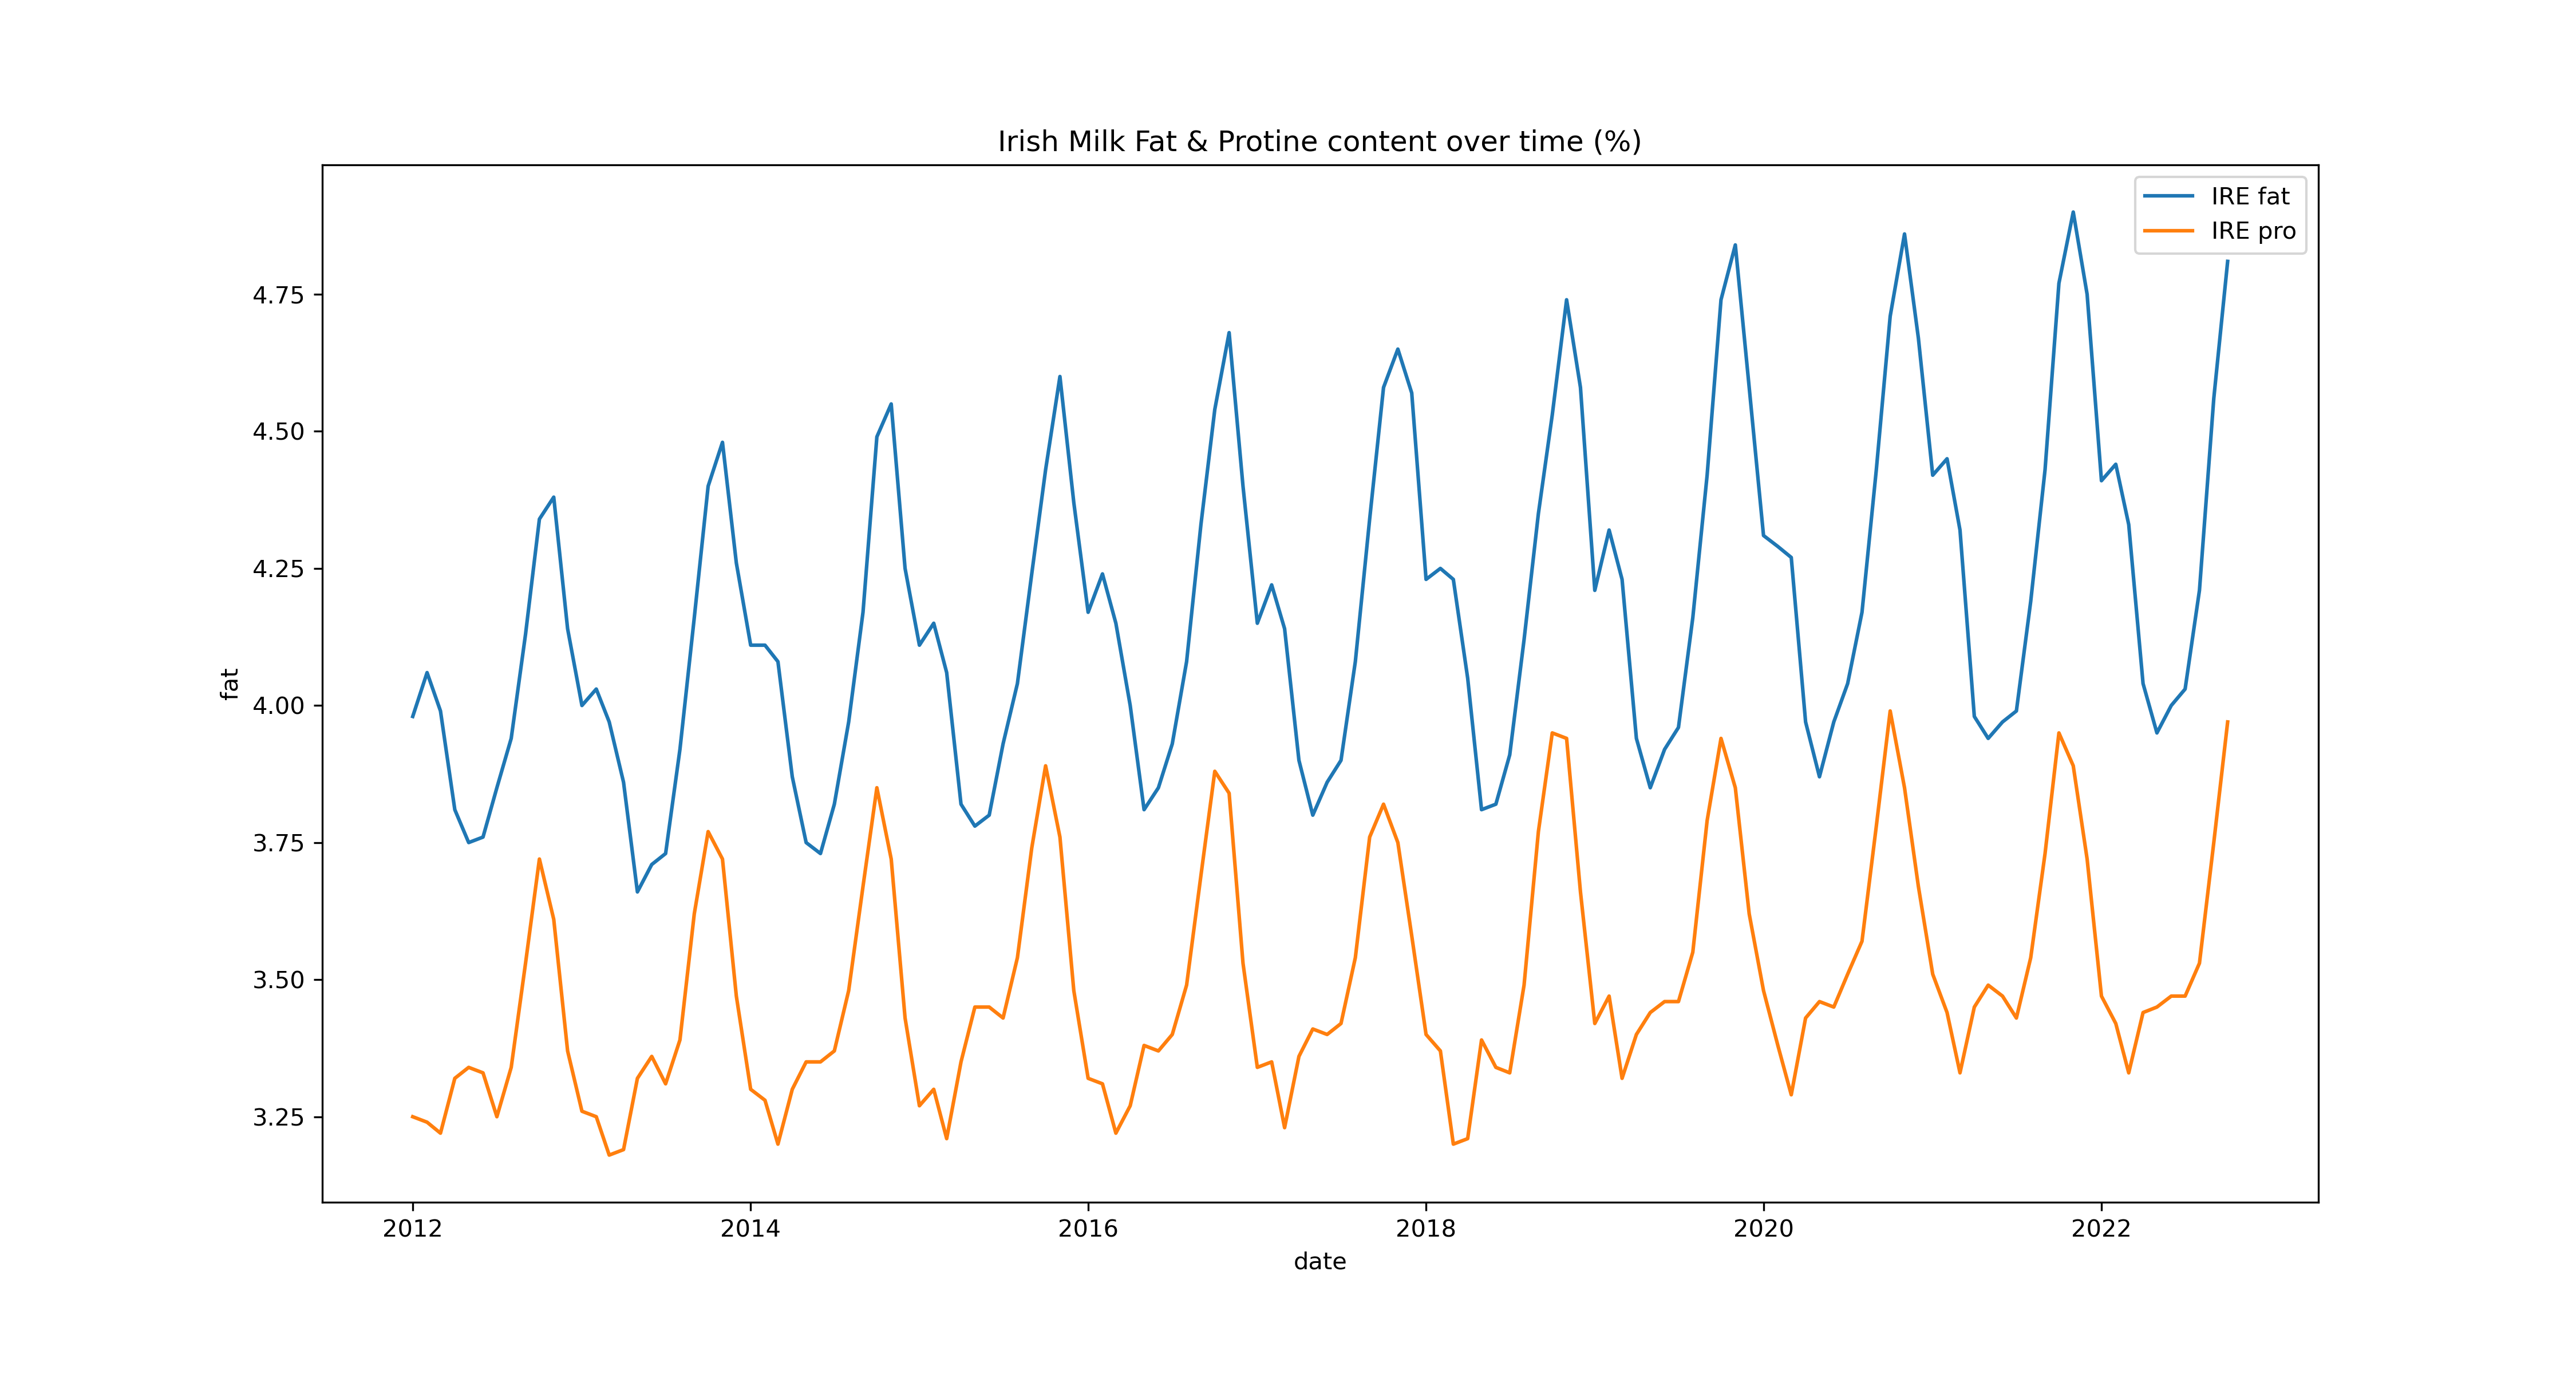 Irish Milk Fat & Protine content over time (%)
IRE fat
IRE pro
4.75
4.50
4.25
4.00
3.75
3.50
3.25
fat
2012 2014 2016 2018 2020 2022
date